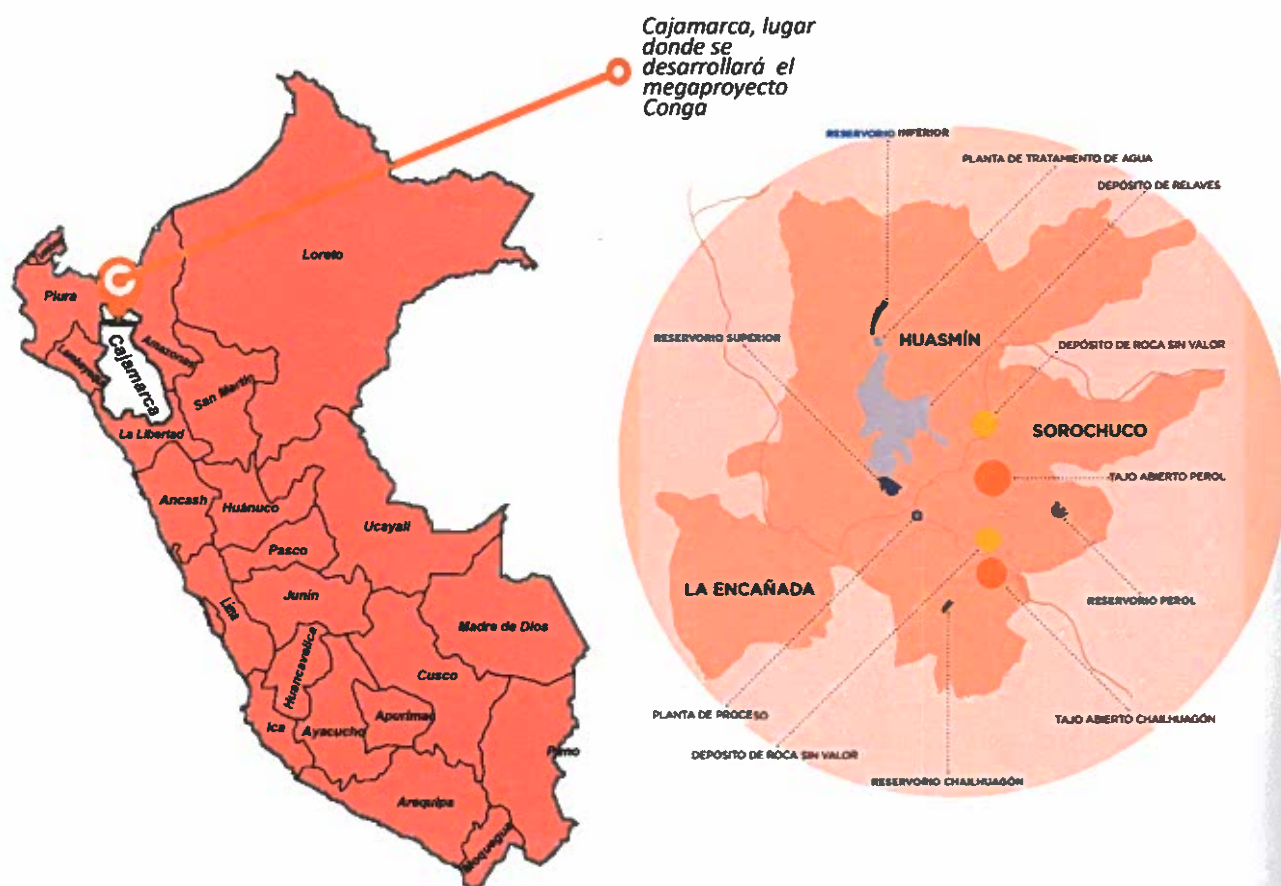 Cajamarca, lugar
donde se
desarrollará el
megaproyecto
Conga
Loreto
Piura
Cajamarca
Amazonas
Lambayeque
San Martín
La Libertad
Ancash
Huánuco
Ucayali
Pasco
Junín
Lima
Madre de Dios
Huancavelica
Cusco
Ica
Ayacucho
Apurímac
Puno
Arequipa
Moquegua
RESERVORIO INFERIOR
PLANTA DE TRATAMIENTO DE AGUA
DEPÓSITO DE RELAVES
RESERVORIO SUPERIOR
HUASMÍN
DEPÓSITO DE ROCA SIN VALOR
SOROCHUCO
TAJO ABIERTO PEROL
LA ENCAÑADA
RESERVORIO PEROL
PLANTA DE PROCESO
TAJO ABIERTO CHAILHUAGÓN
DEPÓSITO DE ROCA SIN VALOR
RESERVORIO CHAILHUAGÓN